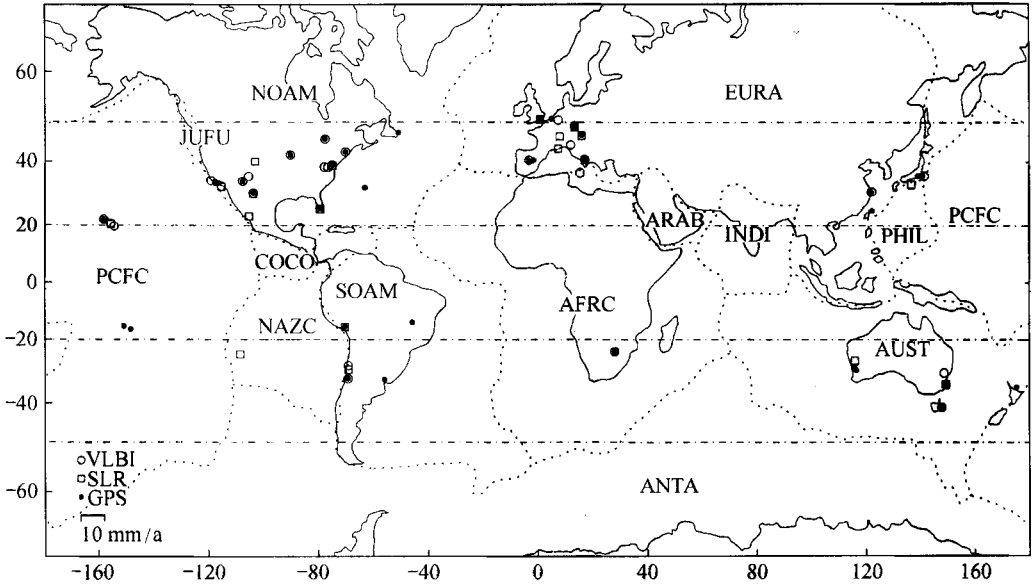 60
NOAM
EURA
JUFU
40
ARAB
INDI
PHIL
PCFC
20
PCFC
COCO
SOAM
AFRC
0
NAZC
AUST
−20
−40
VLBI
SLR
GPS
ANTA
−60
10 mm/a
−160 −120 −80 −40 0 40 80 120 160